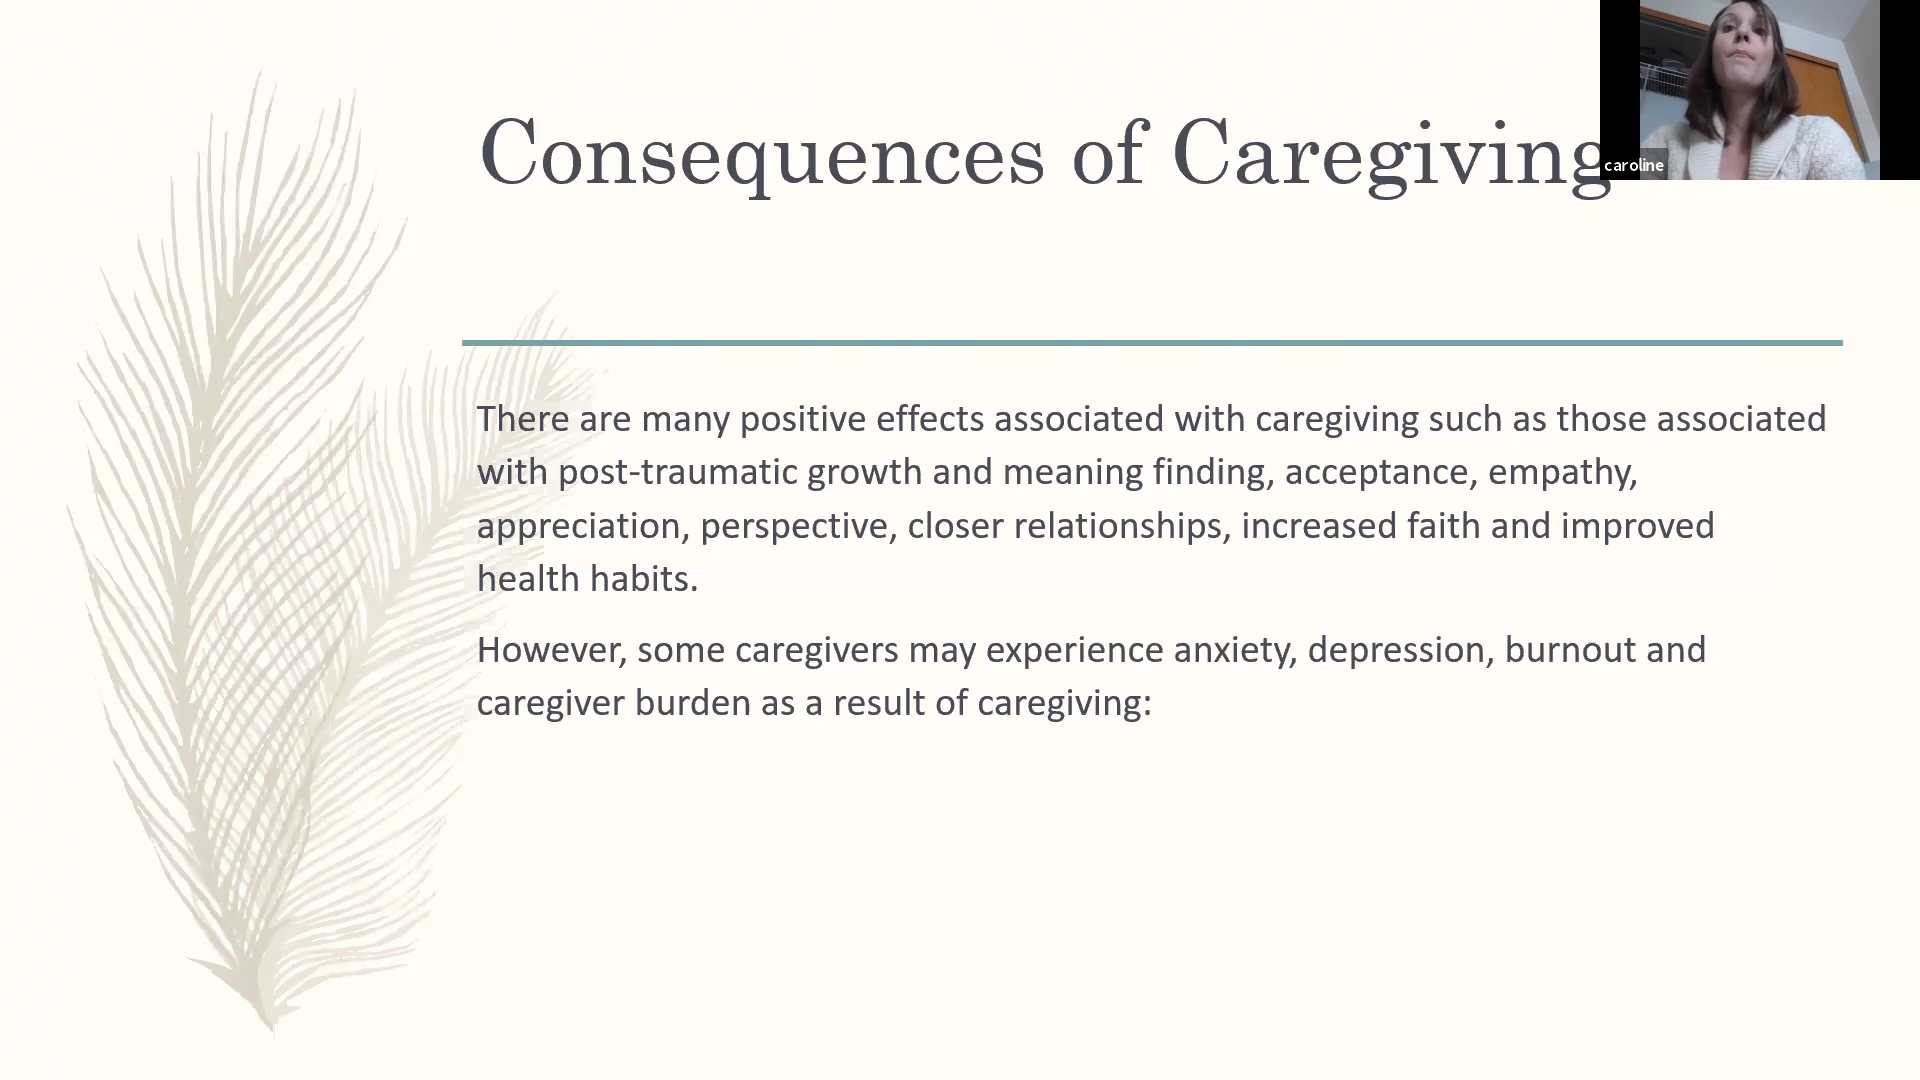 Consequences of Caregiving
caroline
There are many positive effects associated with caregiving such as those associated
with post-traumatic growth and meaning finding, acceptance, empathy,
appreciation, perspective, closer relationships, increased faith and improved
health habits.
However, some caregivers may experience anxiety, depression, burnout and
caregiver burden as a result of caregiving: